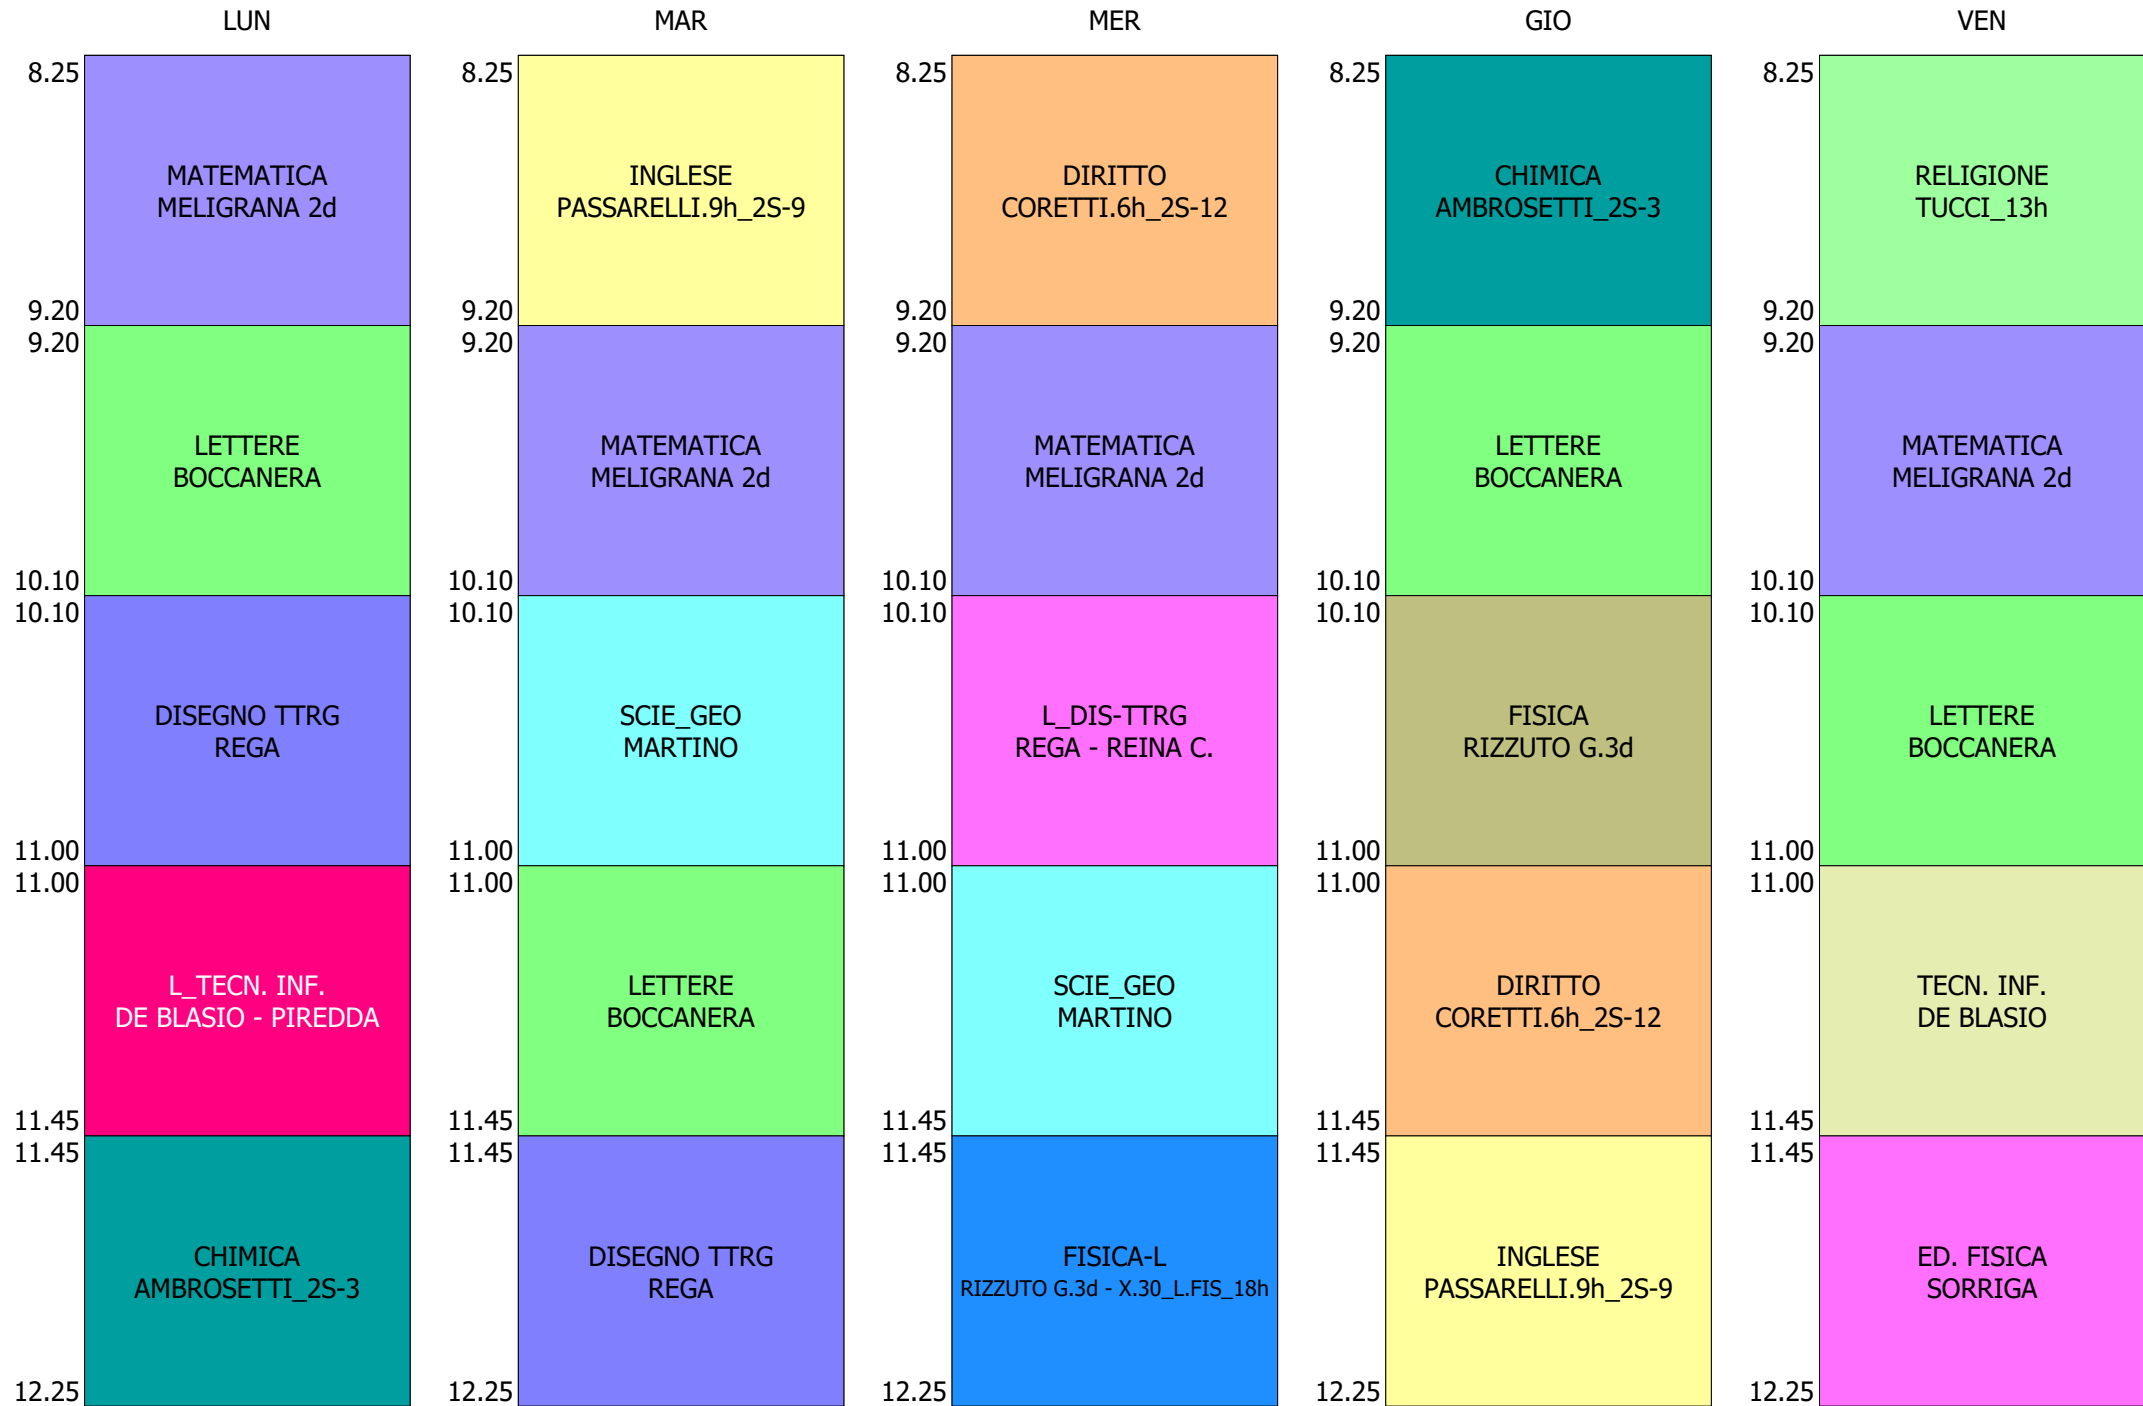 LUN
MAR
MER
GIO
VEN
8.25
MATEMATICA
MELIGRANA 2d
9.20
8.25
INGLESE
PASSARELLI.9h_2S-9
9.20
8.25
DIRITTO
CORETTI.6h_2S-12
9.20
8.25
CHIMICA
AMBROSETTI_2S-3
9.20
8.25
RELIGIONE
TUCCI_13h
9.20
9.20
LETTERE
BOCCANERA
10.10
9.20
MATEMATICA
MELIGRANA 2d
10.10
9.20
MATEMATICA
MELIGRANA 2d
10.10
9.20
LETTERE
BOCCANERA
10.10
9.20
MATEMATICA
MELIGRANA 2d
10.10
10.10
DISEGNO TTRG
REGA
11.00
10.10
SCIE_GEO
MARTINO
11.00
10.10
L_DIS-TTRG
REGA - REINA C.
11.00
10.10
FISICA
RIZZUTO G.3d
11.00
10.10
LETTERE
BOCCANERA
11.00
11.00
L_TECN. INF.
DE BLASIO - PIREDDA
11.45
11.00
LETTERE
BOCCANERA
11.45
11.00
SCIE_GEO
MARTINO
11.45
11.00
DIRITTO
CORETTI.6h_2S-12
11.45
11.00
TECN. INF.
DE BLASIO
11.45
11.45
CHIMICA
AMBROSETTI_2S-3
12.25
11.45
DISEGNO TTRG
REGA
12.25
11.45
FISICA-L
RIZZUTO G.3d - X.30_L.FIS_18h
12.25
11.45
INGLESE
PASSARELLI.9h_2S-9
12.25
11.45
ED. FISICA
SORRIGA
12.25